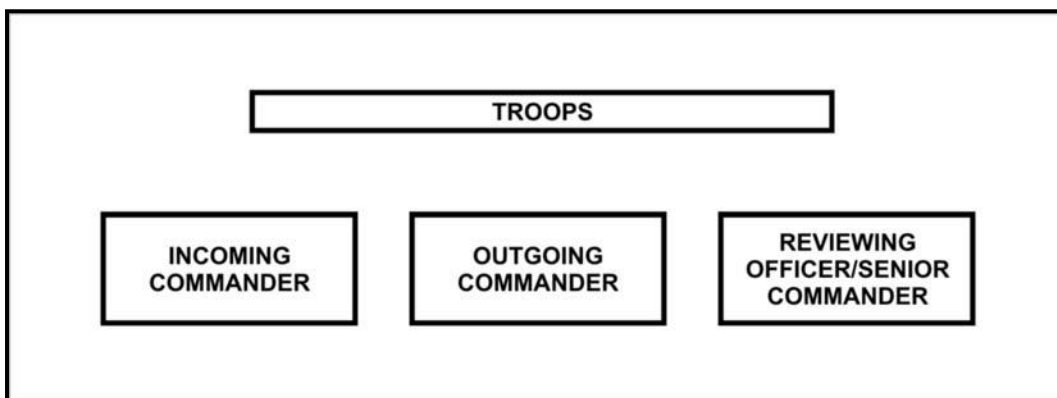 TROOPS
INCOMING
COMMANDER
OUTGOING
COMMANDER
REVIEWING
OFFICER/SENIOR
COMMANDER